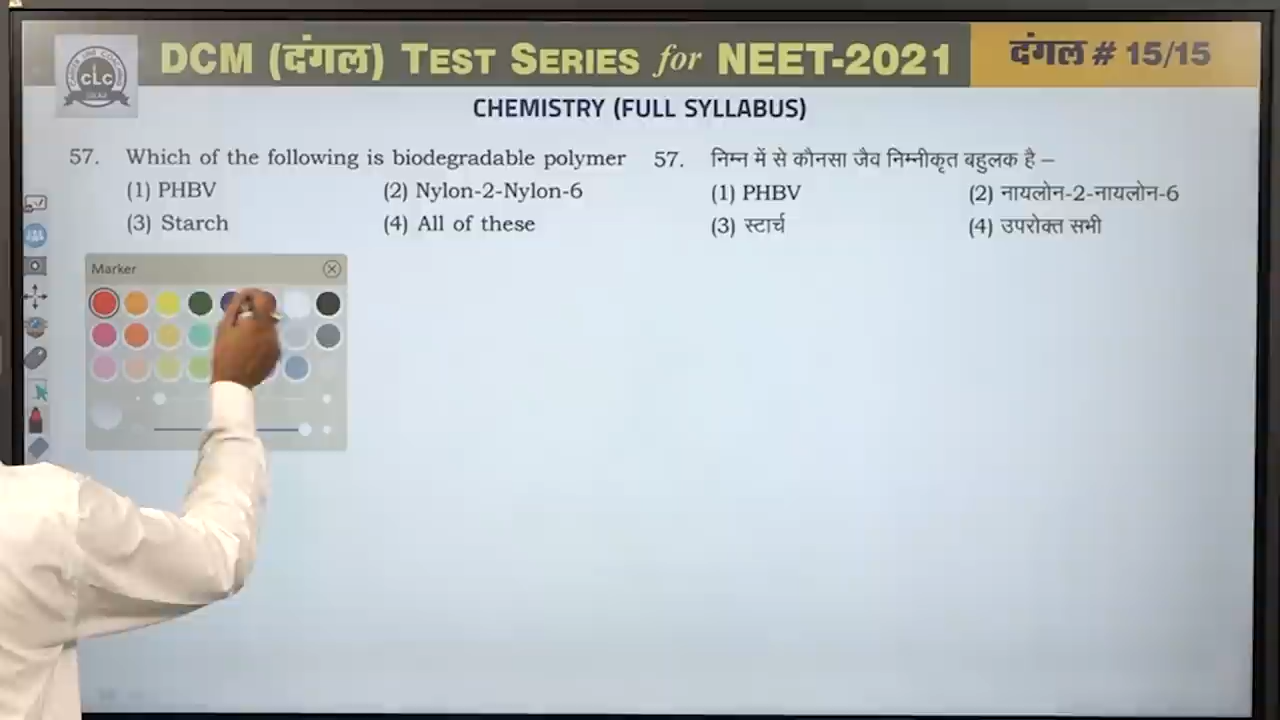 CLC
DCM (दंगल) TEST SERIES for NEET-2021
दंगल # 15/15
CHEMISTRY (FULL SYLLABUS)
57. Which of the following is biodegradable polymer
(1) PHBV (2) Nylon-2-Nylon-6
(3) Starch (4) All of these
57. निम्न में से कौनसा जैव निम्नीकृत बहुलक है –
(1) PHBV (2) नायलोन-2-नायलोन-6
(3) स्टार्च (4) उपरोक्त सभी
Marker